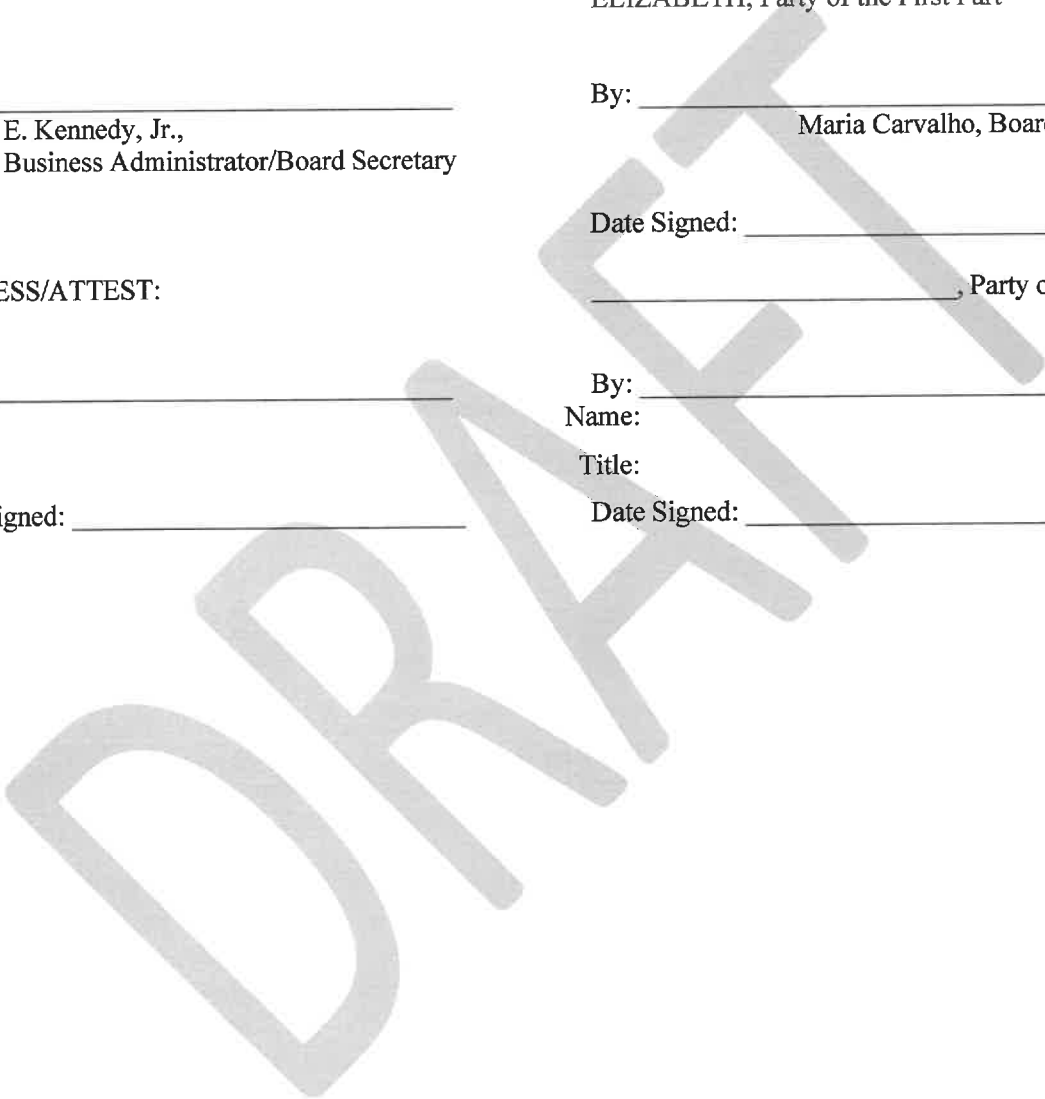 ELIZABETH, Party of the First Part
By:
E. Kennedy, Jr.,
Business Administrator/Board Secretary
Maria Carvalho, Board
Date Signed:
ESS/ATTEST:
, Party o
By:
Name:
Title:
igned:
Date Signed:
DRAFT